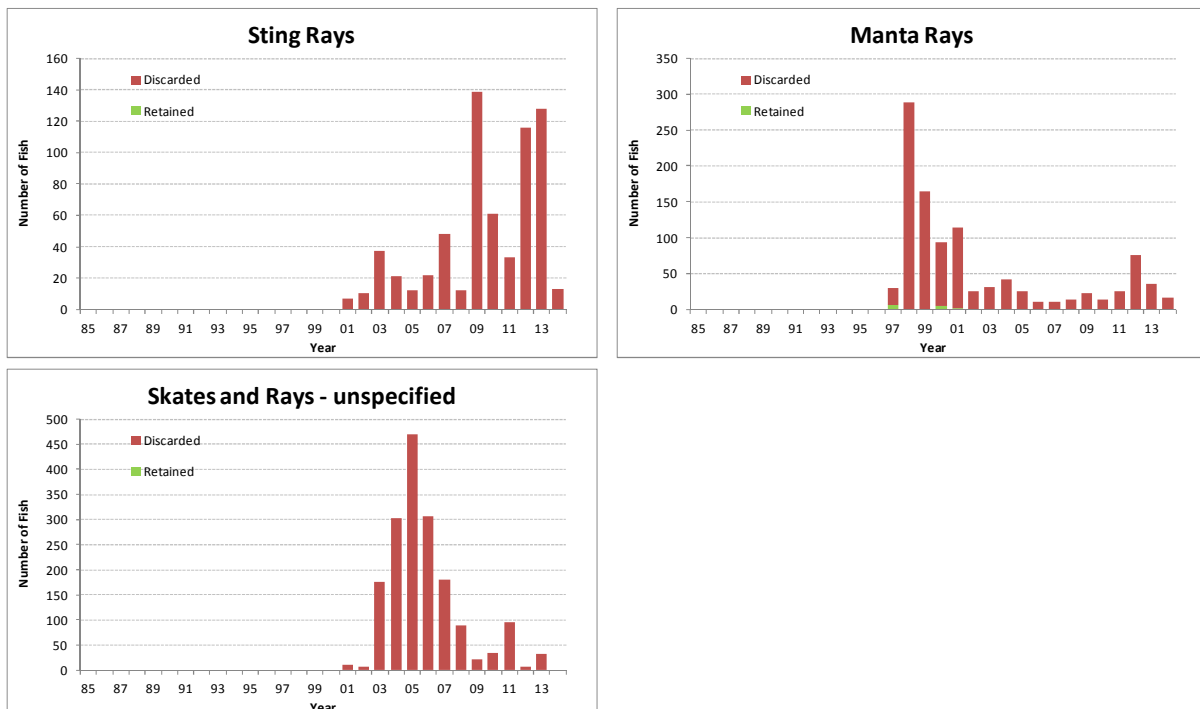 Sting Rays
160
140
120
100
80
60
40
20
0
Number of Fish
Discarded
Retained
85 87 89 91 93 95 97 99 01 03 05 07 09 11 13
Year
Manta Rays
350
300
250
200
150
100
50
0
Number of Fish
Discarded
Retained
85 87 89 91 93 95 97 99 01 03 05 07 09 11 13
Year
Skates and Rays - unspecified
500
450
400
350
300
250
200
150
100
50
0
Number of Fish
Discarded
Retained
85 87 89 91 93 95 97 99 01 03 05 07 09 11 13
Year